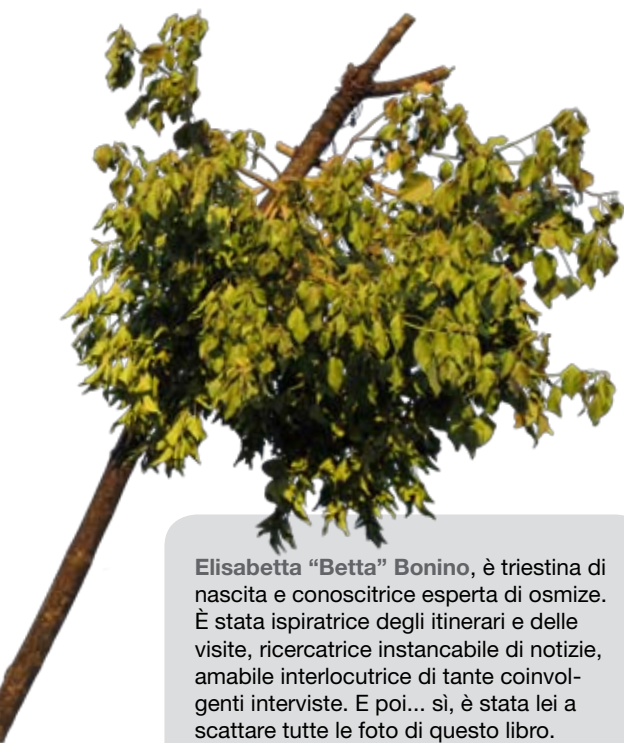 Elisabetta “Betta” Bonino, è triestina di
nascita e conoscitrice esperta di osmize.
È stata ispiratrice degli itinerari e delle
visite, ricercatrice instancabile di notizie,
amabile interlocutrice di tante coinvol-
genti interviste. E poi... sì, è stata lei a
scattare tutte le foto di questo libro.